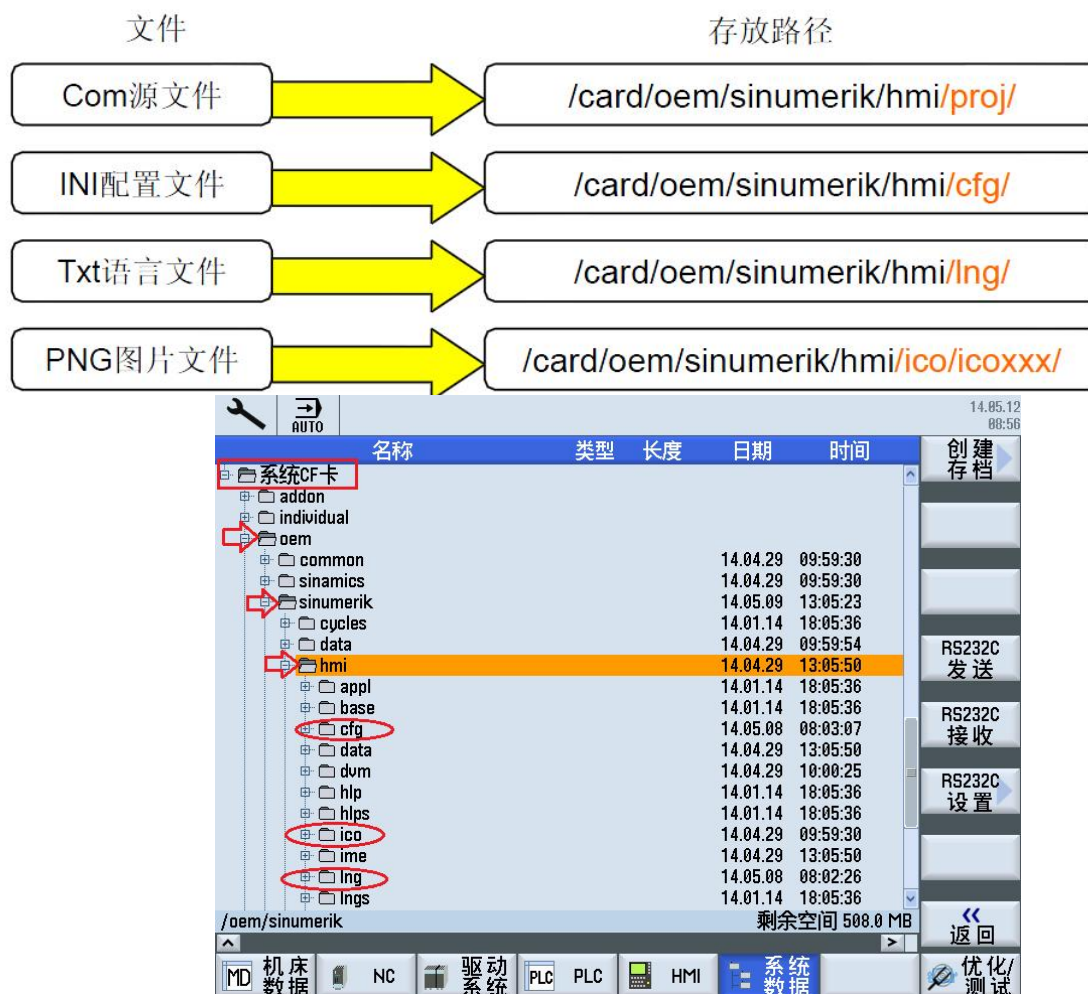 文件 存放路径
Com源文件 /card/oem/sinumerik/hmi/proj/
INI配置文件 /card/oem/sinumerik/hmi/cfg/
Txt语言文件 /card/oem/sinumerik/hmi/lng/
PNG图片文件 /card/oem/sinumerik/hmi/ico/icoxxx/
AUTO
14.05.12
08:56
名称 类型 长度 日期 时间
系统CF卡
addon
individual
oem
common 14.04.29 09:59:30
sinamics 14.04.29 09:59:30
sinumerik 14.05.09 13:05:23
cycles 14.01.14 18:05:36
data 14.04.29 09:59:54
hmi 14.04.29 13:05:50
appl 14.01.14 18:05:36
base 14.01.14 18:05:36
cfg 14.05.08 08:03:07
data 14.04.29 13:05:50
dvm 14.04.29 10:00:25
hlp 14.01.14 18:05:36
hlps 14.01.14 18:05:36
ico 14.04.29 09:59:30
ime 14.04.29 13:05:50
lng 14.05.08 08:02:26
lngs 14.01.14 18:05:36
/oem/sinumerik 剩余空间 508.0 MB
创建
存档
RS232C
发送
RS232C
接收
RS232C
设置
«
返回
MD 机床
数据
NC
驱动
系统
PLC PLC
HMI
系统
数据
优化/
测试